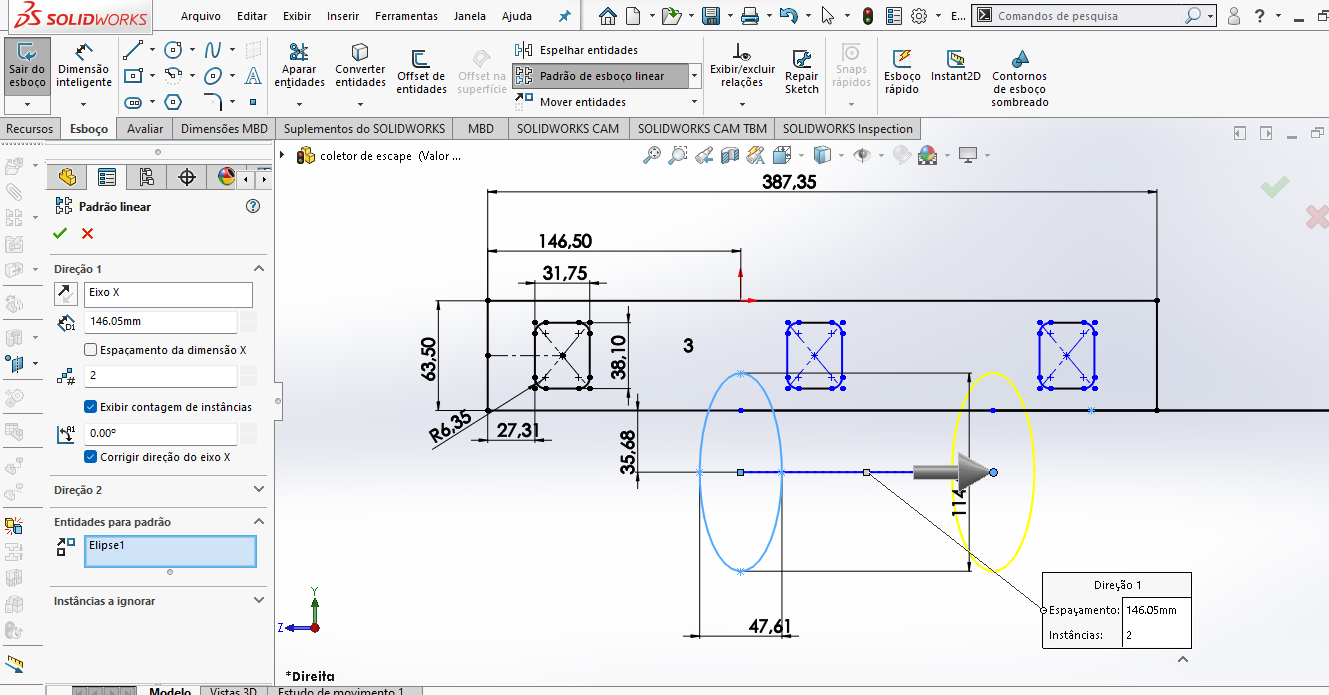 SOLIDWORKS
Arquivo Editar Exibir Inserir Ferramentas Janela Ajuda
E...
Comandos de pesquisa
?
Sair do esboço
Dimensão inteligente
Aparar entidades
Converter entidades
Offset de entidades
Offset na superfície
Espelhar entidades
Padrão de esboço linear
Mover entidades
Exibir/excluir relações
Repair Sketch
Snaps rápidos
Esboço rápido
Instant2D
Contornos de esboço sombreado
Recursos Esboço Avaliar Dimensões MBD Suplementos do SOLIDWORKS MBD SOLIDWORKS CAM SOLIDWORKS CAM TBM SOLIDWORKS Inspection
coletor de escape (Valor ...
Padrão linear
?
Direção 1
Eixo X
D1
146.05mm
Espaçamento da dimensão X
2
Exibir contagem de instâncias
A1
0.00º
Corrigir direção do eixo X
Direção 2
Entidades para padrão
Elipse1
Instâncias a ignorar
387,35
146,50
31,75
63,50
38,10
3
R6,35
27,31
35,68
114
47,61
Direção 1
Espaçamento: 146.05mm
Instâncias: 2
Y
Z
*Direita
Modelo Vistas 3D Estudo de movimento 1